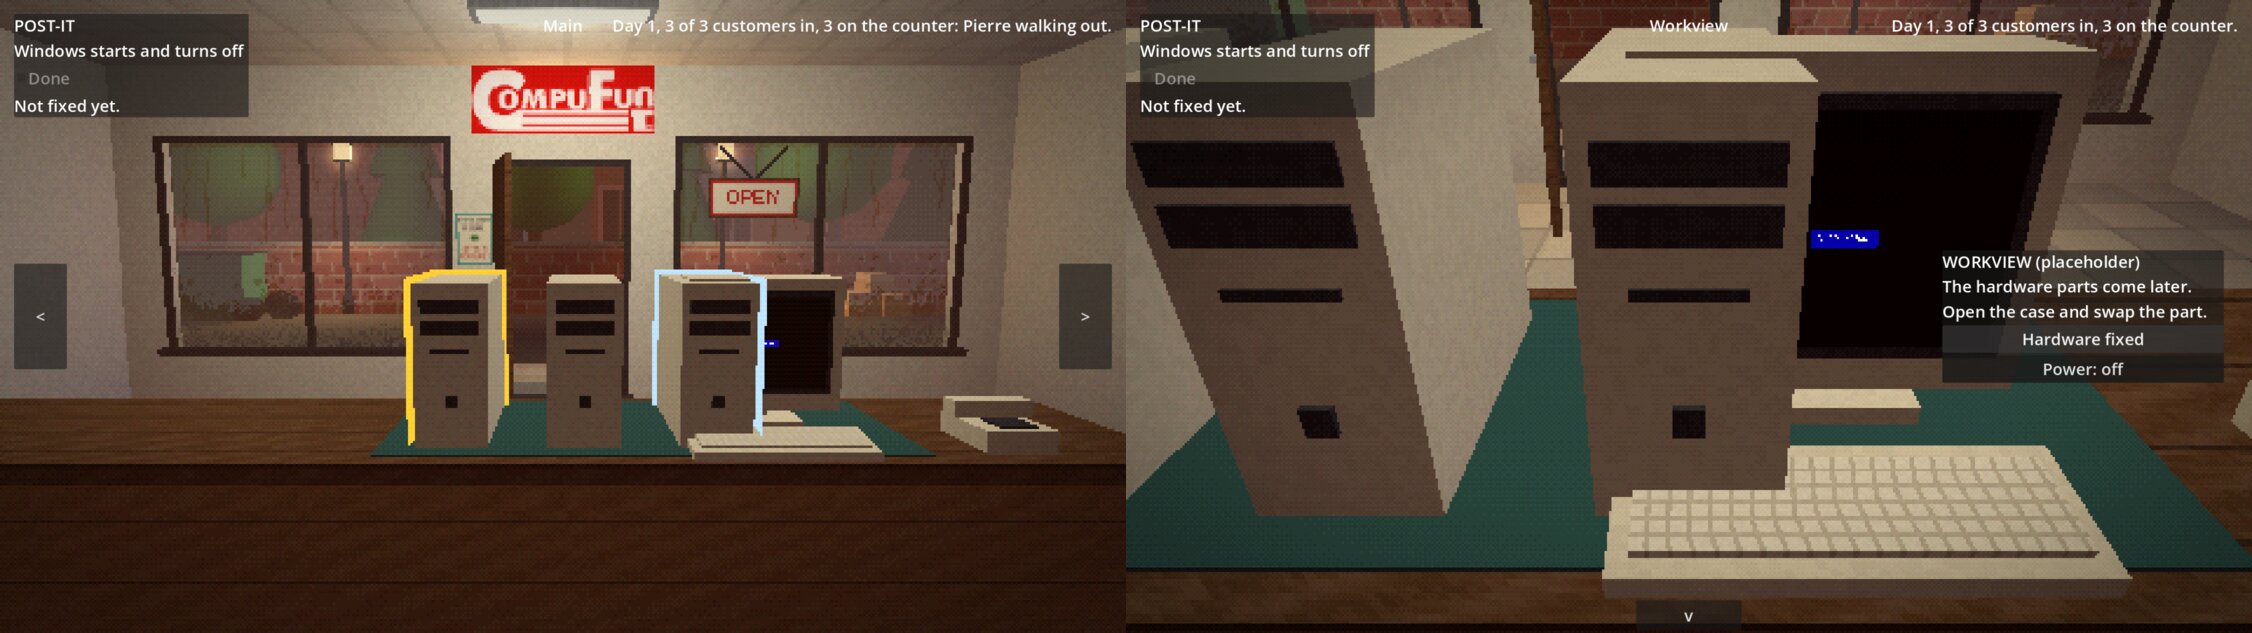 POST-IT
Windows starts and turns off
Done
Not fixed yet.
Main
Day 1, 3 of 3 customers in, 3 on the counter: Pierre walking out.
COMPUFUN
OPEN
<
>
POST-IT
Windows starts and turns off
Done
Not fixed yet.
Workview
Day 1, 3 of 3 customers in, 3 on the counter.
WORKVIEW (placeholder)
The hardware parts come later.
Open the case and swap the part.
Hardware fixed
Power: off
v